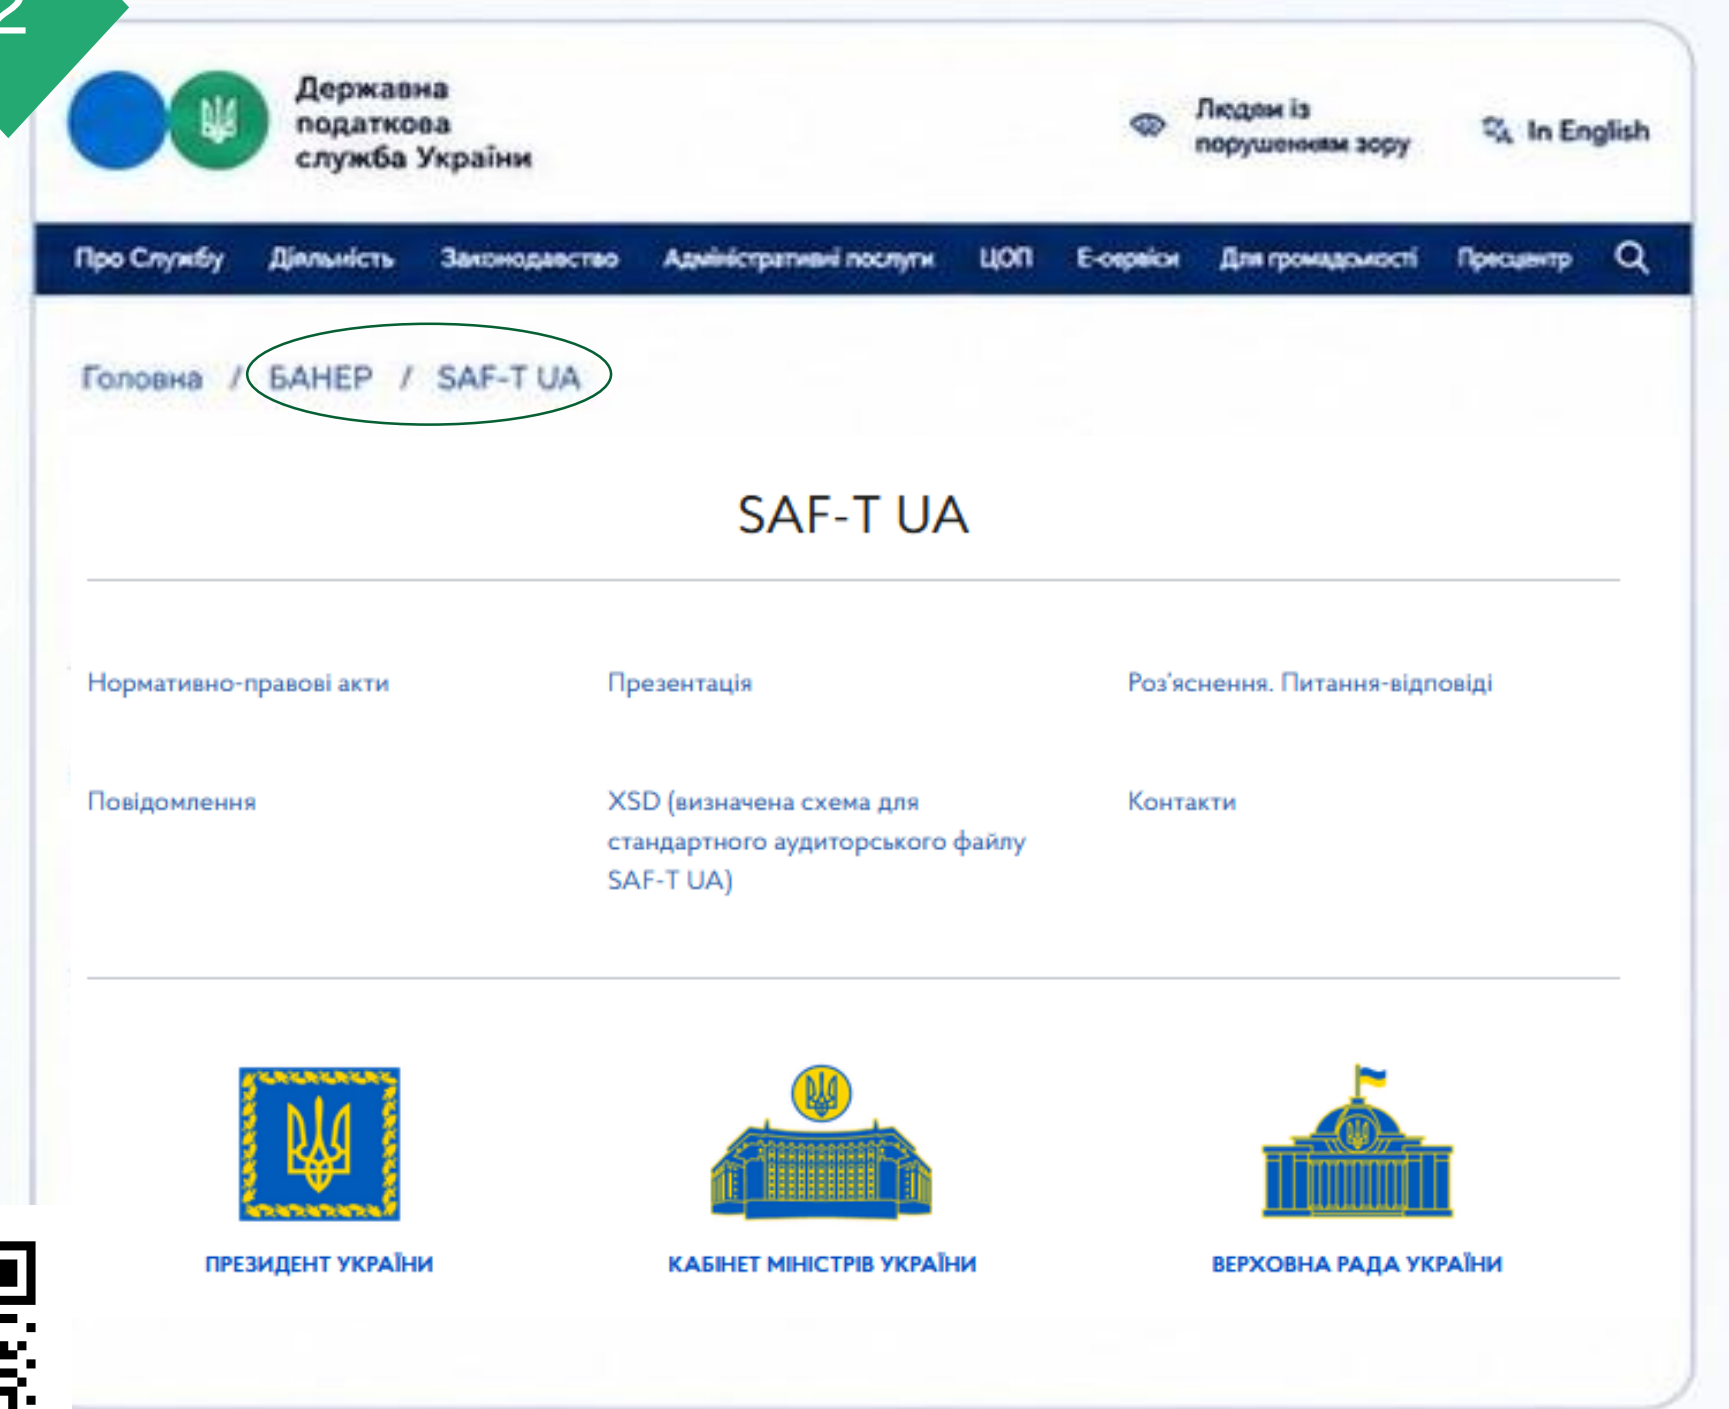 2
Державна
податкова
служба України
Людям із
порушенням зору
In English
Про Службу Діяльність Законодавство Адміністративні послуги ЦОП Е-сервіси Для громадськості Пресцентр
Головна / БАНЕР / SAF-T UA
SAF-T UA
Нормативно-правові акти Презентація Роз'яснення. Питання-відповіді
Повідомлення
XSD (визначена схема для
стандартного аудиторського файлу
SAF-T UA)
Контакти
ПРЕЗИДЕНТ УКРАЇНИ КАБІНЕТ МІНІСТРІВ УКРАЇНИ ВЕРХОВНА РАДА УКРАЇНИ